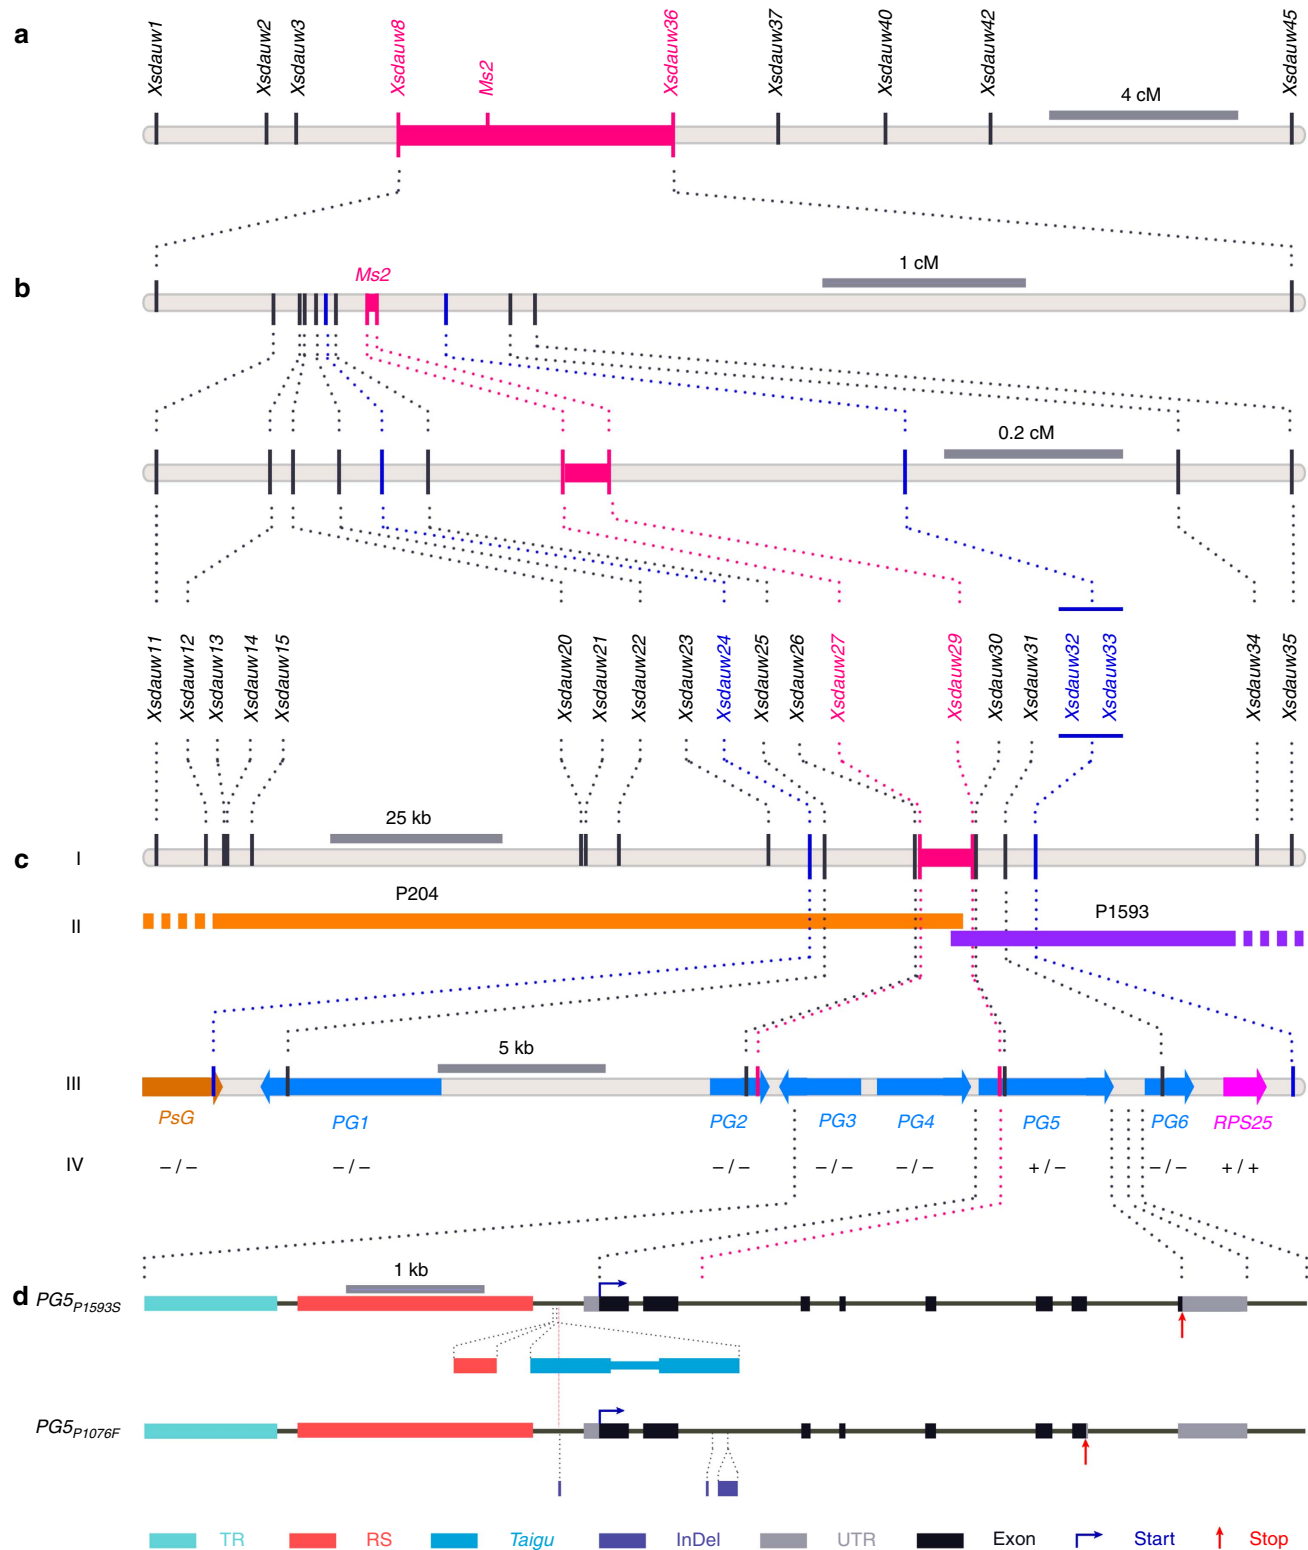 a
Xsdauw1
Xsdauw2
Xsdauw3
Xsdauw8
Ms2
Xsdauw36
Xsdauw37
Xsdauw40
Xsdauw42
Xsdauw45
4 cM
b
Ms2
1 cM
0.2 cM
Xsdauw11
Xsdauw12
Xsdauw13
Xsdauw14
Xsdauw15
Xsdauw20
Xsdauw21
Xsdauw22
Xsdauw23
Xsdauw24
Xsdauw25
Xsdauw26
Xsdauw27
Xsdauw29
Xsdauw30
Xsdauw31
Xsdauw32
Xsdauw33
Xsdauw34
Xsdauw35
25 kb
c
I
P204
II
P1593
5 kb
III
PsG
PG1
PG2
PG3
PG4
PG5
PG6
RPS25
IV
– / –
– / –
– / –
– / –
– / –
+ / –
– / –
+ / +
1 kb
d
PG5P1593S
PG5P1076F
TR
RS
Taigu
InDel
UTR
Exon
Start
Stop